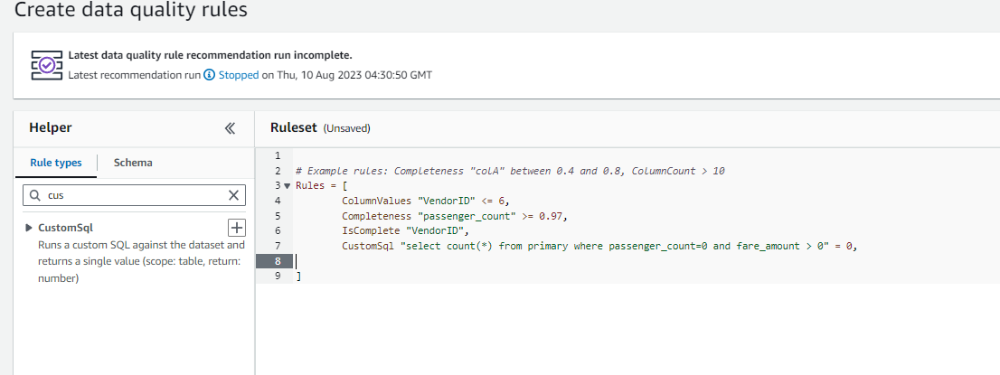 Create data quality rules
Latest data quality rule recommendation run incomplete.
Latest recommendation run Stopped on Thu, 10 Aug 2023 04:30:50 GMT
Helper
Rule types
Schema
cus
CustomSql
Runs a custom SQL against the dataset and
returns a single value (scope: table, return:
number)
Ruleset (Unsaved)
1
2 # Example rules: Completeness "colA" between 0.4 and 0.8, ColumnCount > 10
3 Rules = [
4 ColumnValues "VendorID" <= 6,
5 Completeness "passenger_count" >= 0.97,
6 IsComplete "VendorID",
7 CustomSql "select count(*) from primary where passenger_count=0 and fare_amount > 0" = 0,
8
9 ]